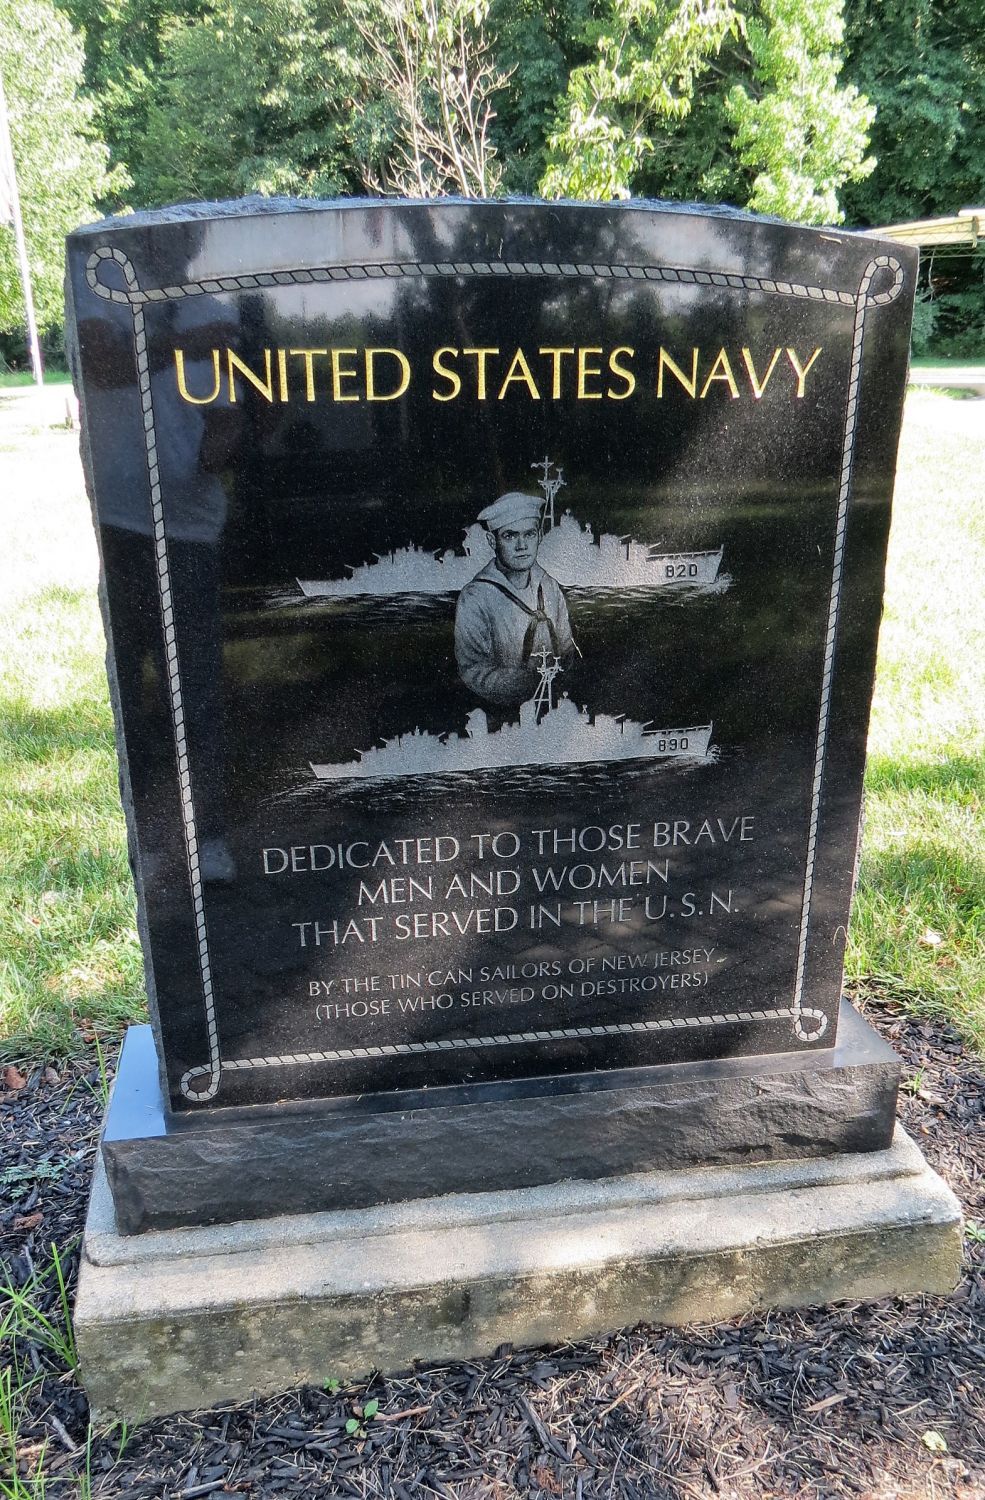 UNITED STATES NAVY
820
890
DEDICATED TO THOSE BRAVE
MEN AND WOMEN
THAT SERVED IN THE U.S.N.
BY THE TIN CAN SAILORS OF NEW JERSEY
(THOSE WHO SERVED ON DESTROYERS)